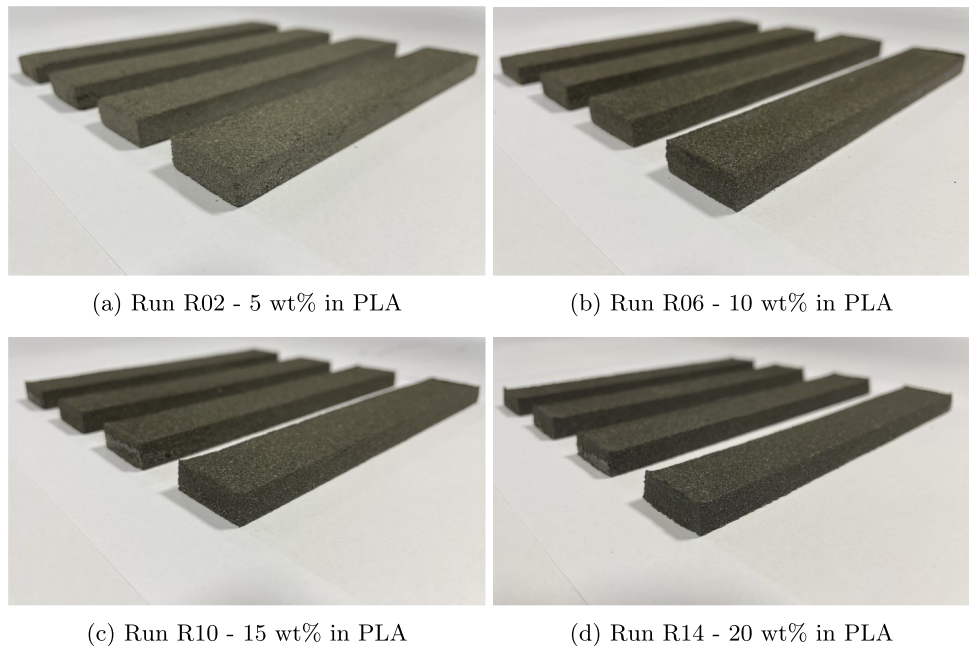 (a) Run R02 - 5 wt% in PLA
(b) Run R06 - 10 wt% in PLA
(c) Run R10 - 15 wt% in PLA
(d) Run R14 - 20 wt% in PLA